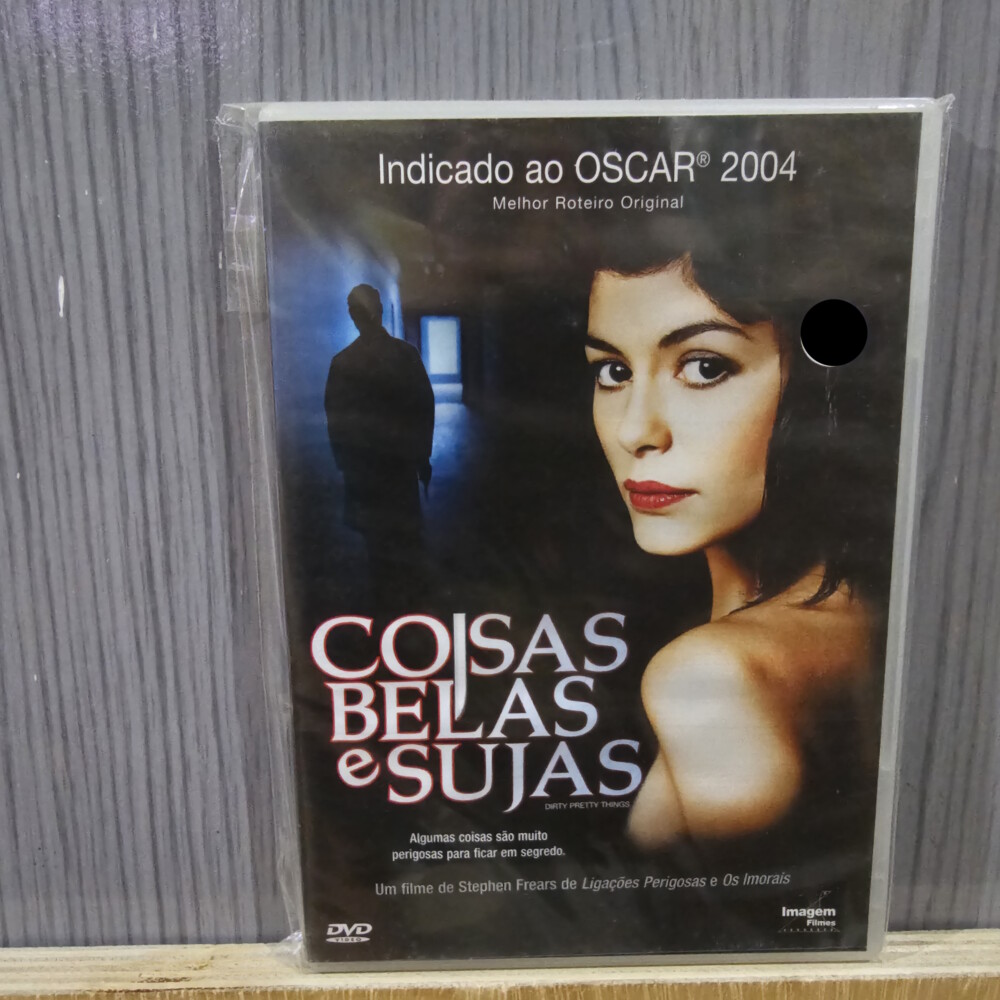 Indicado ao OSCAR® 2004
Melhor Roteiro Original
COISAS
BELAS
e SUJAS
DIRTY PRETTY THINGS
Algumas coisas são muito
perigosas para ficar em segredo.
Um filme de Stephen Frears de Ligações Perigosas e Os Imorais
Imagem
Filmes
DVD
VIDEO